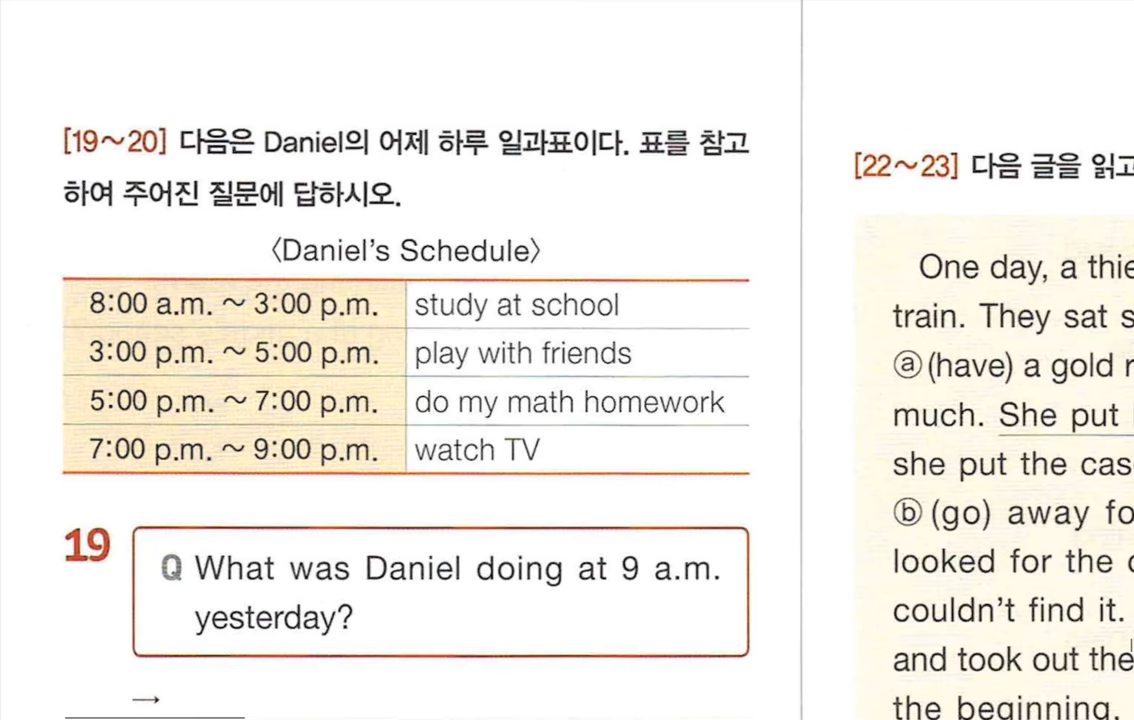 [19~20] 다음은 Daniel의 어제 하루 일과표이다. 표를 참고
하여 주어진 질문에 답하시오.
〈Daniel's Schedule〉
8:00 a.m. ~ 3:00 p.m. study at school
3:00 p.m. ~ 5:00 p.m. play with friends
5:00 p.m. ~ 7:00 p.m. do my math homework
7:00 p.m. ~ 9:00 p.m. watch TV
19
Q What was Daniel doing at 9 a.m.
yesterday?
→
[22~23] 다음 글을 읽고
One day, a thie
train. They sat s
ⓐ(have) a gold r
much. She put
she put the cas
ⓑ(go) away fo
looked for the c
couldn't find it.
and took out the
the beginning.